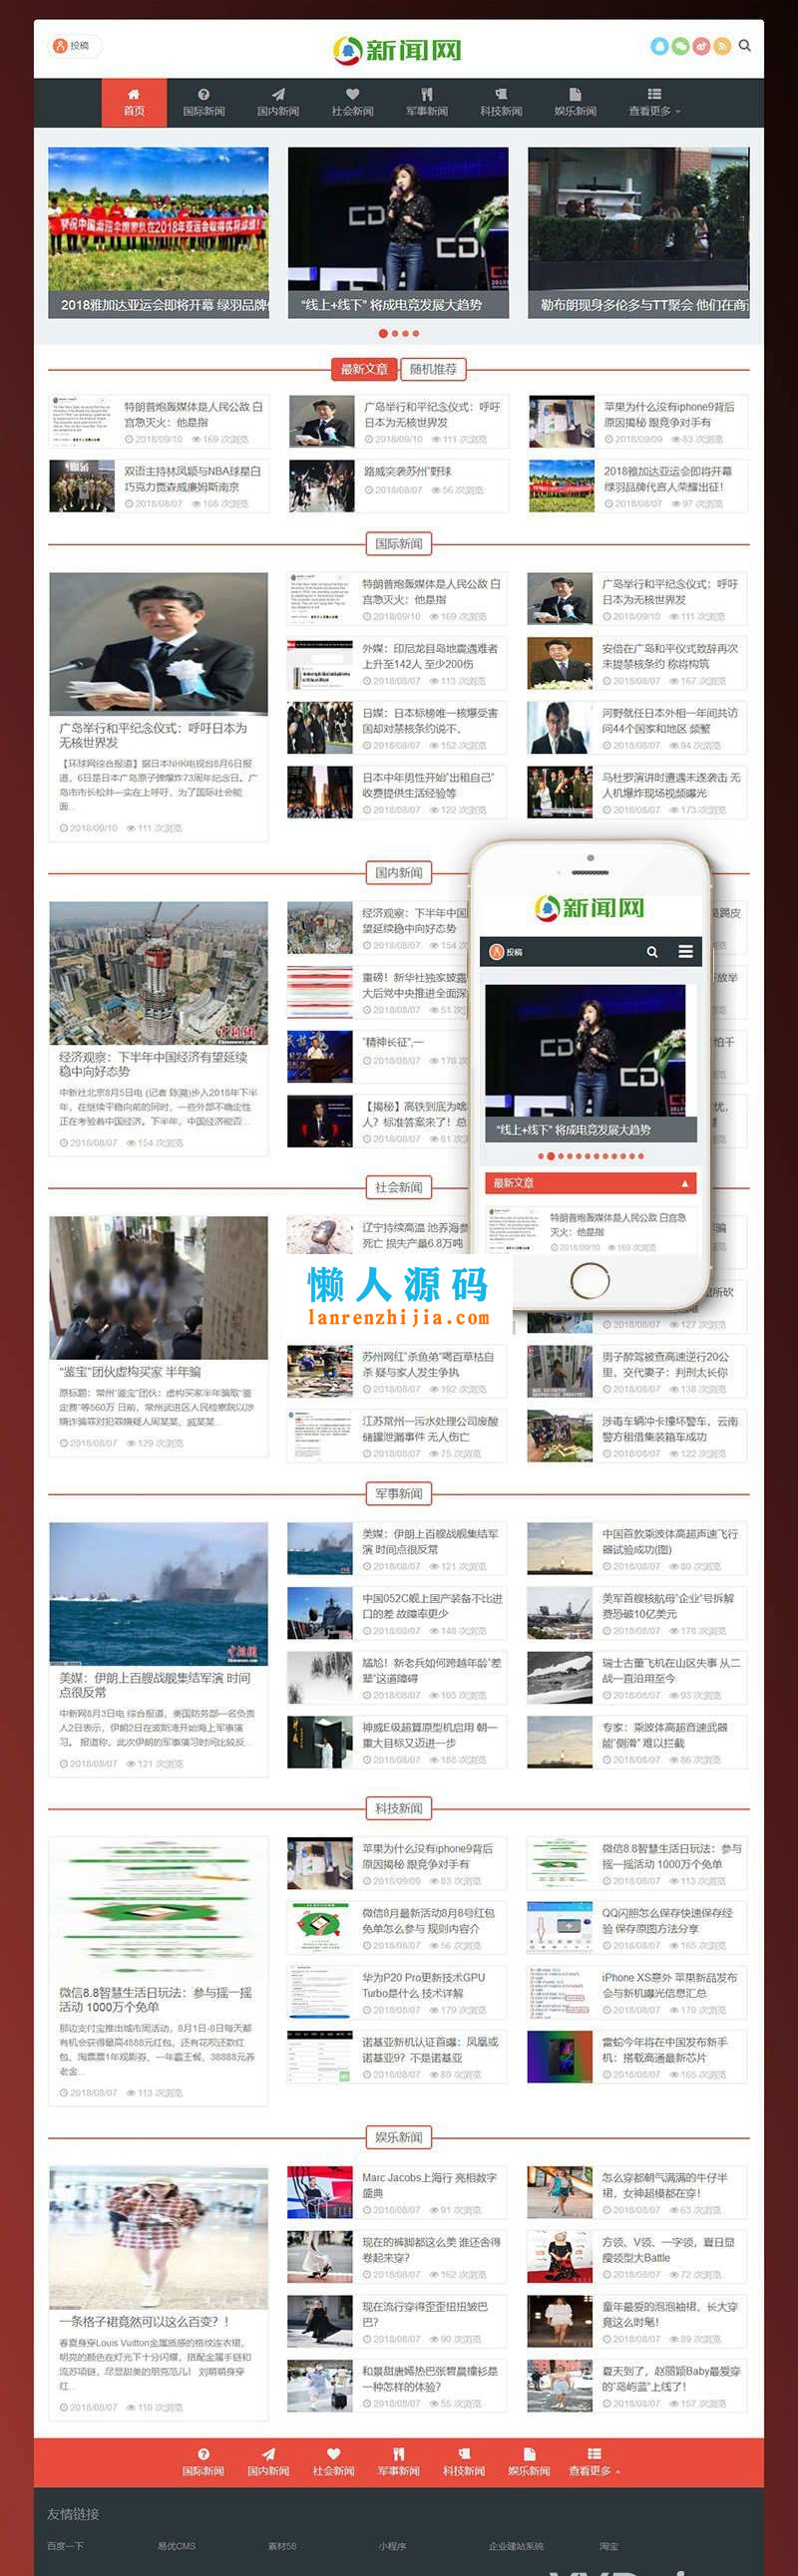 投稿
新闻网
首页
国际新闻
国内新闻
社会新闻
军事新闻
科技新闻
娱乐新闻
查看更多
2018雅加达亚运会即将开幕 绿羽品牌
“线上+线下” 将成电竞发展大趋势
勒布朗现身多伦多与TT聚会 他们在商
最新文章
随机推荐
特朗普炮轰媒体是人民公敌 白
宫急灭火：他是指
2018/09/10 169 次浏览
广岛举行和平纪念仪式：呼吁
日本为无核世界发
2018/09/10 111 次浏览
苹果为什么没有iphone9背后
原因揭秘 跟竞争对手有
2018/09/09 83 次浏览
双语主持林凤颖与NBA球星白
巧克力贾森威廉姆斯南京
2018/08/07 108 次浏览
路威突袭苏州“野球
2018/08/07 56 次浏览
2018雅加达亚运会即将开幕
绿羽品牌代言人荣耀出征！
2018/08/07 97 次浏览
国际新闻
广岛举行和平纪念仪式：呼吁日本为
无核世界发
【环球网综合报道】据日本NHK电视台8月6日报
道，6日是日本广岛原子弹爆炸73周年纪念日。广
岛市市长松井一实在上呼吁，为了国际社会能
面...
2018/09/10 111 次浏览
特朗普炮轰媒体是人民公敌 白
宫急灭火：他是指
2018/09/10 169 次浏览
广岛举行和平纪念仪式：呼吁
日本为无核世界发
2018/09/10 111 次浏览
外媒：印尼龙目岛地震遇难者
上升至142人 至少200伤
2018/08/07 113 次浏览
安倍在广岛和平仪式致辞再次
未提禁核条约 称将构筑
2018/08/07 167 次浏览
日媒：日本标榜唯一核爆受害
国却对禁核条约说不，
2018/08/07 152 次浏览
河野就任日本外相一年间共访
问44个国家和地区 频繁
2018/08/07 94 次浏览
日本中年男性开始“出租自己”
收费提供生活经验等
2018/08/07 122 次浏览
马杜罗演讲时遭遇未遂袭击 无
人机爆炸现场视频曝光
2018/08/07 173 次浏览
国内新闻
经济观察：下半年中国经济有望延续
稳中向好态势
中新社北京8月5日电 (记者 陈溯)步入2018年下半
年，在继续平稳向前的同时，一些外部不确定性
正在考验着中国经济。下半年，中国经济能否...
2018/08/07 154 次浏览
经济观察：下半年中国
望延续稳中向好态势
2018/08/07 154 次
重磅！新华社独家披露
大后党中央推进全面深
2018/08/07 51 次
“精神长征”,一
2018/08/07 178 次
【揭秘】高铁到底为啥
人？标准答案来了！总
2018/08/07 81 次
新闻网
投稿
“线上+线下” 将成电竞发展大趋势
最新文章
特朗普炮轰媒体是人民公敌 白宫急
灭火：他是指
2018/09/10 169 次浏览
社会新闻
“鉴宝”团伙虚构买家 半年骗
原标题：常州“鉴宝”团伙：虚构买家半年骗取“鉴
定费”等560万 日前，常州武进区人民检察院以涉
嫌诈骗罪对犯罪嫌疑人周某某、戚某某...
2018/08/07 129 次浏览
辽宁持续高温 池养海参
死亡 损失产量6.8万吨
懒人源码
lanrenzhijia.com
2018/08/07 127 次浏览
苏州网红“杀鱼弟”喝百草枯自
杀 疑与家人发生争执
2018/08/07 192 次浏览
男子醉驾被查高速逆行20公
里，交代妻子：判刑太长你
2018/08/07 138 次浏览
江苏常州一污水处理公司废酸
储罐泄漏事件 无人伤亡
2018/08/07 75 次浏览
涉毒车辆冲卡撞坏警车，云南
警方租借集装箱车成功
2018/08/07 122 次浏览
军事新闻
美媒：伊朗上百艘战舰集结军演 时间
点很反常
中新网8月3日电 综合报道，美国防务部一名负责
人2日表示，伊朗2日在波斯湾开始海上军事演
习。 报道称，此次伊朗的军事演习时间比较反...
2018/08/07 121 次浏览
美媒：伊朗上百艘战舰集结军
演 时间点很反常
2018/08/07 121 次浏览
中国首款乘波体高超声速飞行
器试验成功(图)
2018/08/07 80 次浏览
中国052C舰上国产装备不比进
口的差 故障率更少
2018/08/07 148 次浏览
美军首艘核航母“企业”号拆解
费恐破10亿美元
2018/08/07 178 次浏览
尴尬！新老兵如何跨越年龄“差
辈”这道障碍
2018/08/07 105 次浏览
瑞士古董飞机在山区失事 从二
战一直沿用至今
2018/08/07 93 次浏览
神威E级超算原型机启用 朝一
重大目标又迈进一步
2018/08/07 188 次浏览
专家：乘波体高超音速武器
能“侧滑” 难以拦截
2018/08/07 86 次浏览
科技新闻
微信8.8智慧生活日玩法：参与摇一摇
活动 1000万个免单
那边支付宝推出城市周活动，8月1日-8日每天都
有机会获得最高4888元红包，还有花呗还款红
包、淘票票1年观影券、一年霸王餐、38888元养
老金...
2018/08/07 113 次浏览
苹果为什么没有iphone9背后
原因揭秘 跟竞争对手有
2018/09/09 83 次浏览
微信8.8智慧生活日玩法：参与
摇一摇活动 1000万个免单
2018/08/07 113 次浏览
微信8月最新活动8月8号红包
免单怎么参与 规则内容介
2018/08/07 56 次浏览
QQ闪照怎么保存快速保存经
验 保存原图方法分享
2018/08/07 165 次浏览
华为P20 Pro更新技术GPU
Turbo是什么 技术详解
2018/08/07 179 次浏览
iPhone XS意外 苹果新品发布
会与新机曝光信息汇总
2018/08/07 170 次浏览
诺基亚新机认证首曝：凤凰或
诺基亚9？不是诺基亚
2018/08/07 89 次浏览
雷蛇今年将在中国发布新手
机：搭载高通最新芯片
2018/08/07 165 次浏览
娱乐新闻
一条格子裙竟然可以这么百变？！
春夏身穿Louis Vuitton金属质感的格纹连衣裙，
明亮的颜色在灯光下十分闪耀，搭配金属手链和
流苏项链，尽显甜美的朋克范儿！ 刘萌萌身穿
红...
2018/08/07 110 次浏览
Marc Jacobs上海行 亮相数字
盛典
2018/08/07 91 次浏览
怎么穿都朝气满满的牛仔半
裙，女神超模都在穿！
2018/08/07 63 次浏览
现在的裤脚都这么美 谁还舍得
卷起来穿？
2018/08/07 162 次浏览
方领、V领、一字领，夏日显
瘦领型大Battle
2018/08/07 72 次浏览
现在流行穿得歪歪扭扭皱巴
巴？
2018/08/07 90 次浏览
童年最爱的泡泡袖裙，长大穿
竟这么时髦！
2018/08/07 89 次浏览
和景甜唐嫣热巴张碧晨撞衫是
一种怎样的体验？
2018/08/07 55 次浏览
夏天到了，赵丽颖Baby最爱穿
的“岛屿蓝”上线了！
2018/08/07 157 次浏览
国际新闻
国内新闻
社会新闻
军事新闻
科技新闻
娱乐新闻
查看更多
友情链接
百度一下
易优CMS
素材58
小程序
企业建站系统
淘宝